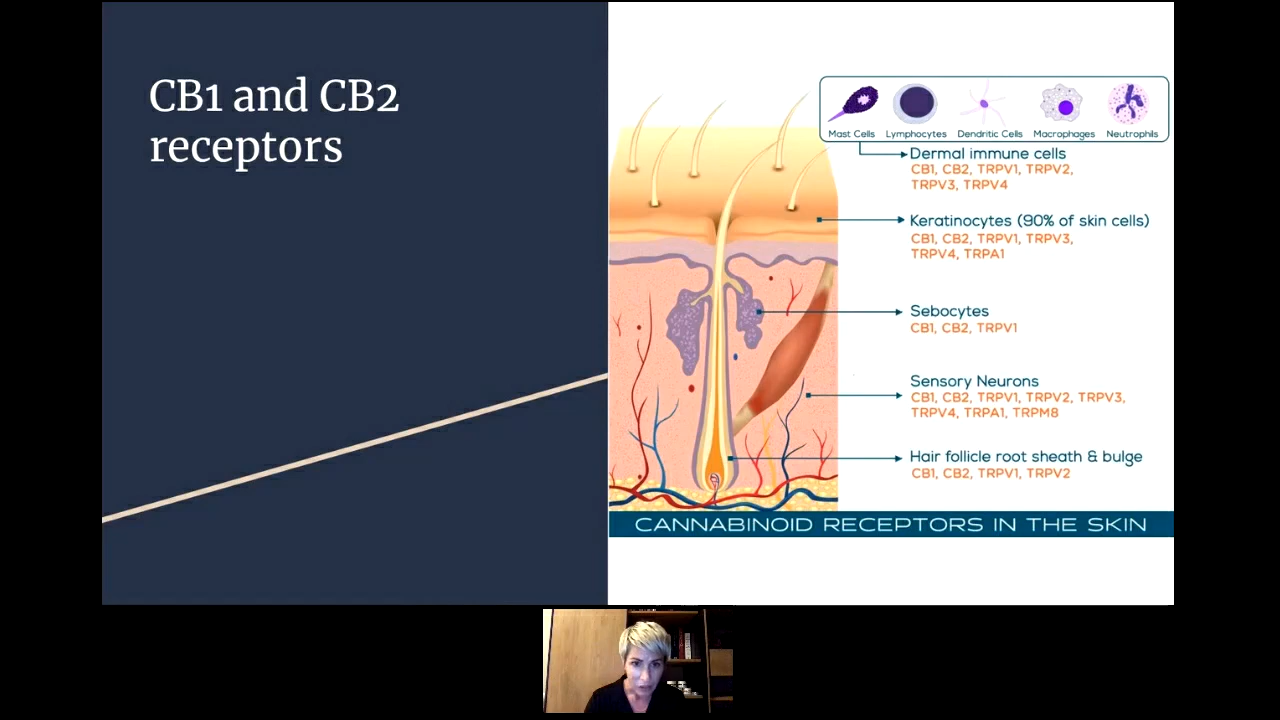 CB1 and CB2
receptors
Mast Cells Lymphocytes Dendritic Cells Macrophages Neutrophils
Dermal immune cells
CB1, CB2, TRPV1, TRPV2,
TRPV3, TRPV4
Keratinocytes (90% of skin cells)
CB1, CB2, TRPV1, TRPV3,
TRPV4, TRPA1
Sebocytes
CB1, CB2, TRPV1
Sensory Neurons
CB1, CB2, TRPV1, TRPV2, TRPV3,
TRPV4, TRPA1, TRPM8
Hair follicle root sheath & bulge
CB1, CB2, TRPV1, TRPV2
CANNABINOID RECEPTORS IN THE SKIN